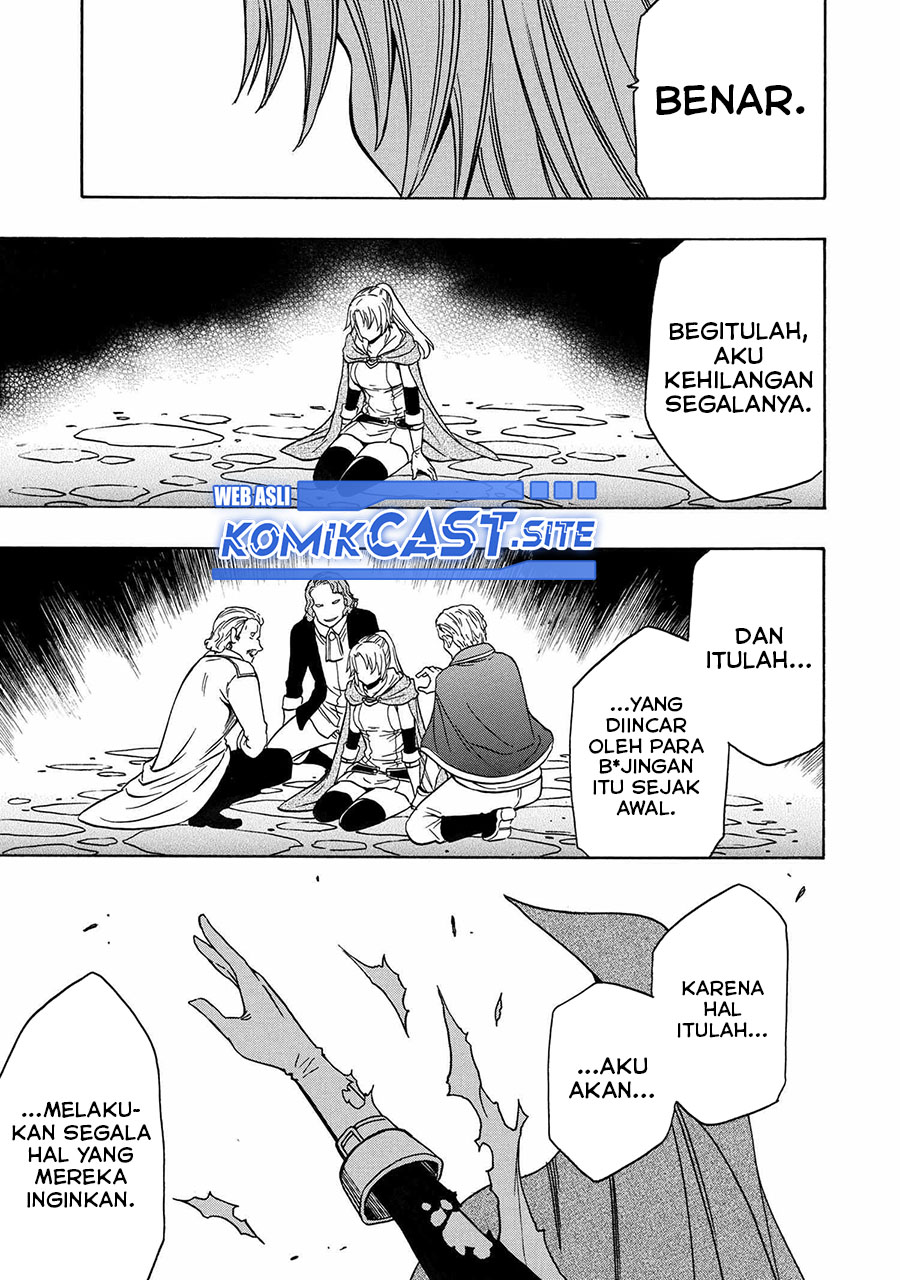 BENAR.
BEGITULAH,
AKU
KEHILANGAN
SEGALANYA.
WEB ASLI
KOMIKCAST.SITE
DAN
ITULAH...
...YANG
DIINCAR
OLEH PARA
B*JINGAN
ITU SEJAK
AWAL.
KARENA
HAL
ITULAH...
...AKU
AKAN...
...MELAKU-
KAN SEGALA
HAL YANG
MEREKA
INGINKAN.